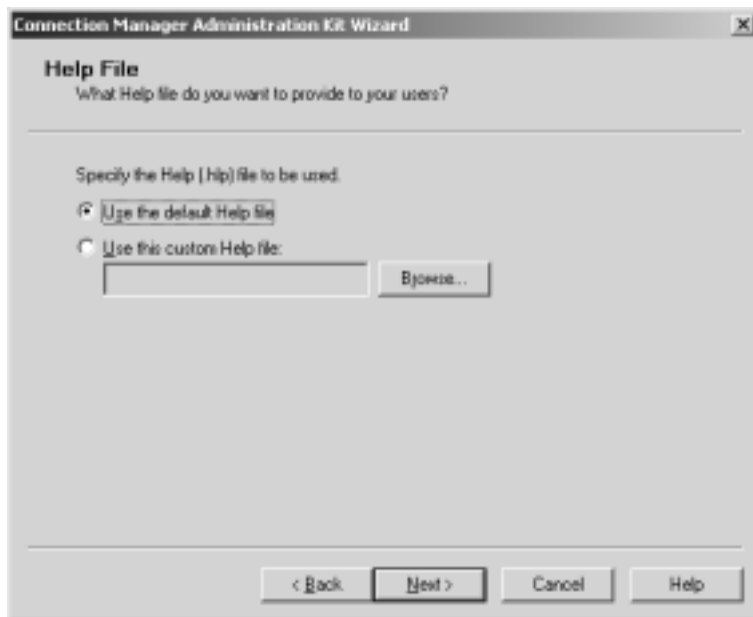 Connection Manager Administration Kit Wizard
Help File
What Help file do you want to provide to your users?
Specify the Help (.hlp) file to be used.
Use the default Help file
Use this custom Help file:
Browse...
< Back Next > Cancel Help